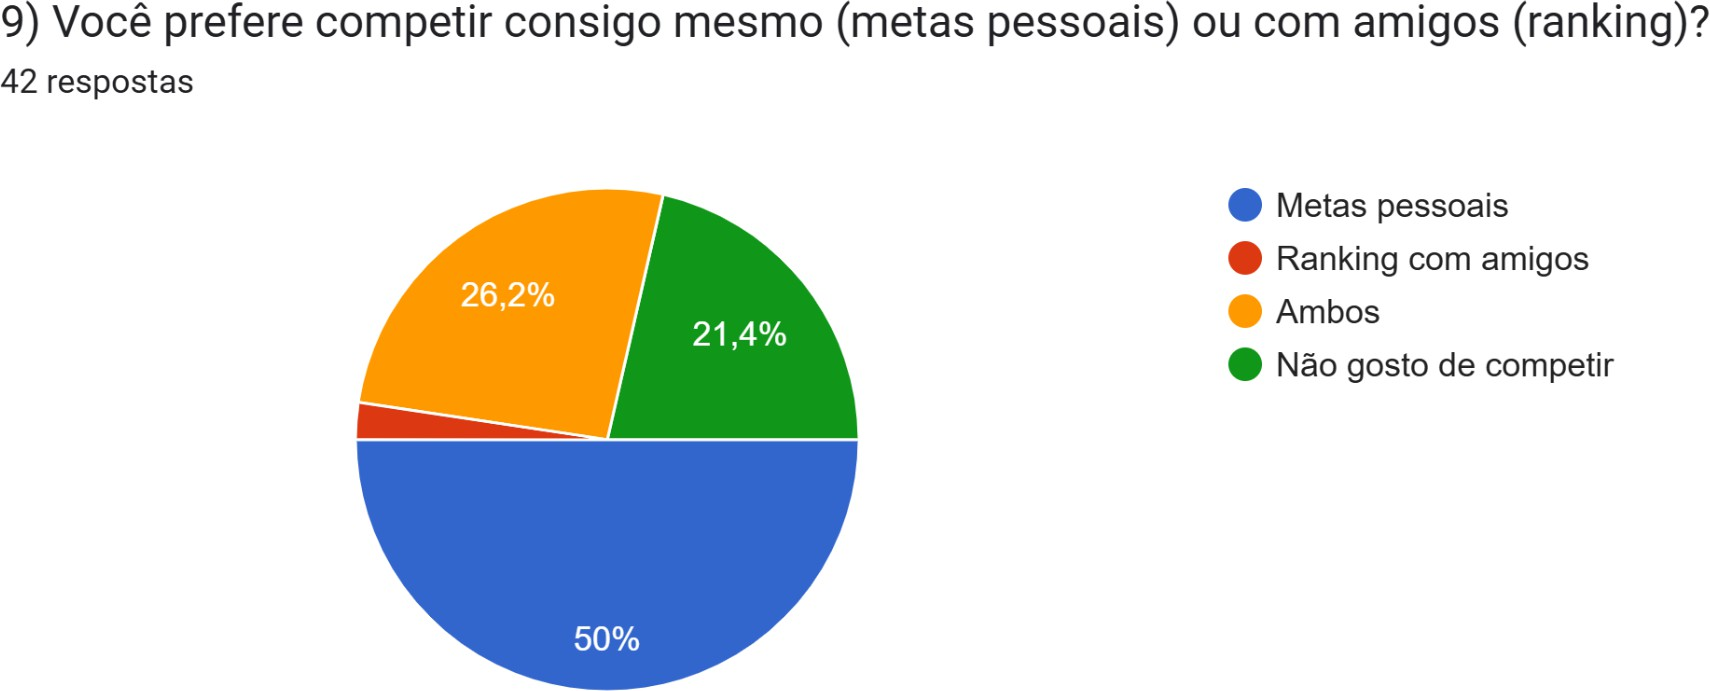 9) Você prefere competir consigo mesmo (metas pessoais) ou com amigos (ranking)?
42 respostas
Metas pessoais
Ranking com amigos
Ambos
Não gosto de competir
26,2%
21,4%
50%